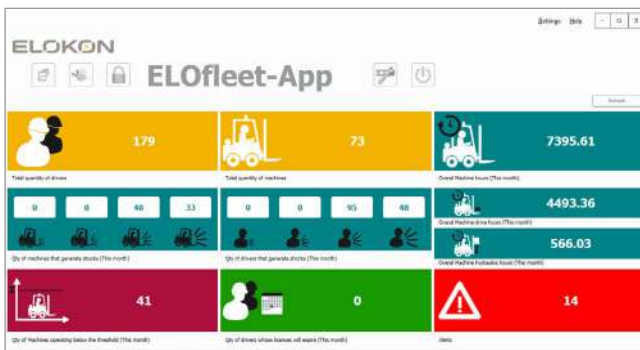 Settings Help
ELOKON
ELOfleet-App
Refresh
179
73
7395.61
Total quantity of drivers
Total quantity of machines
Overall Machine hours (This month)
0 0 48 33
0 0 95 48
4493.36
Overall Machine drive hours (This month)
566.03
Qty of machines that generate shocks (This month)
Qty of drivers that generate shocks (This month)
Overall Machine hydraulics hours (This month)
41
0
14
Qty of Machines operating below the threshold (This month)
Qty of drivers whose licenses will expire (This month)
Alerts